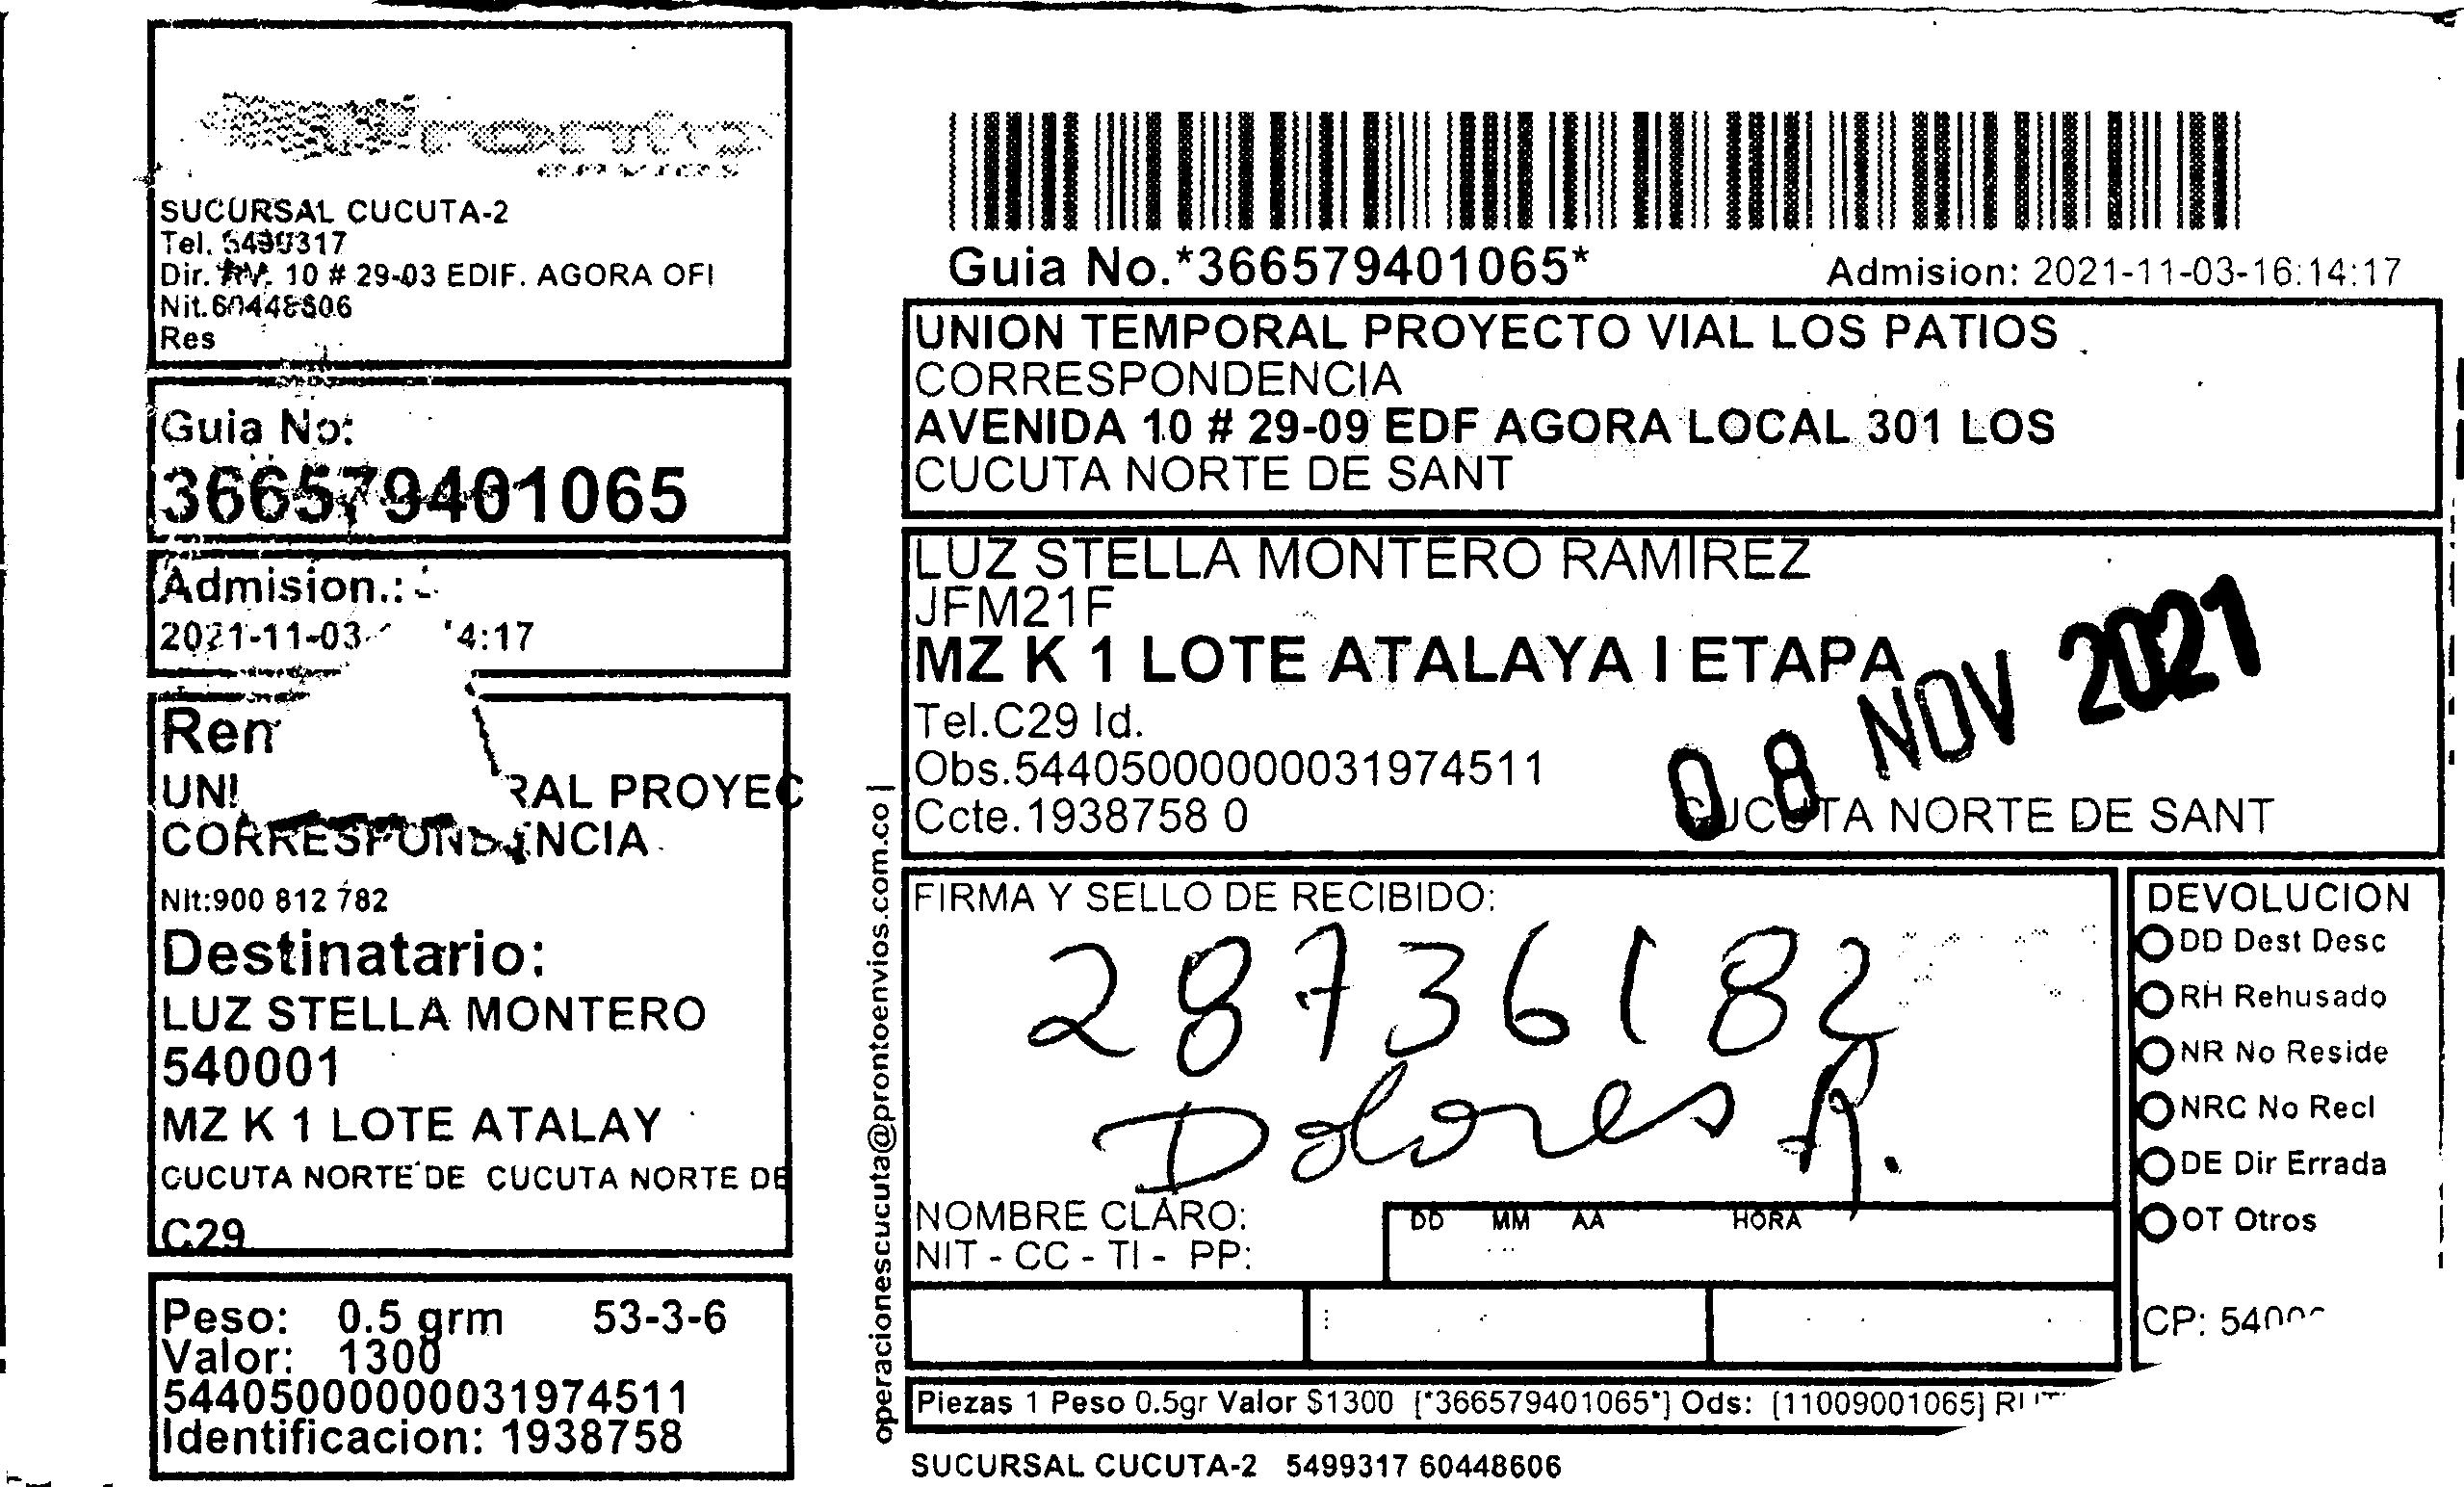 SUCURSAL CUCUTA-2
Tel. 5499317
Dir. AV. 10 # 29-03 EDIF. AGORA OFI
Nit.60448606
Res
Guia No:
366579401065
Admision.:
2021-11-03 4:17
UNI RAL PROYEC
CORRESPONDENCIA
Nit:900 812 782
Destinatario:
LUZ STELLA MONTERO
540001
MZ K 1 LOTE ATALAY
CUCUTA NORTE DE CUCUTA NORTE DE
C29
Peso: 0.5 grm 53-3-6
Valor: 1300
544050000000031974511
Identificacion: 1938758
operacionescucuta@prontoenvios.com.co |
Guia No.*366579401065*
Admision: 2021-11-03-16:14:17
UNION TEMPORAL PROYECTO VIAL LOS PATIOS
CORRESPONDENCIA
AVENIDA 10 # 29-09 EDF AGORA LOCAL 301 LOS
CUCUTA NORTE DE SANT
LUZ STELLA MONTERO RAMIREZ
JFM21F
MZ K 1 LOTE ATALAYA I ETAPA
Tel.C29 Id.
Obs.544050000000031974511
Ccte.1938758 0
08 NOV 2021
CUCUTA NORTE DE SANT
FIRMA Y SELLO DE RECIBIDO:
28736182
Dolores R.
NOMBRE CLARO:
NIT - CC - TI - PP:
DD MM AA HORA
DEVOLUCION
DD Dest Desc
RH Rehusado
NR No Reside
NRC No Recl
DE Dir Errada
OT Otros
CP: 540
Piezas 1 Peso 0.5gr Valor $1300 [*366579401065*] Ods: [11009001065]
SUCURSAL CUCUTA-2 5499317 60448606